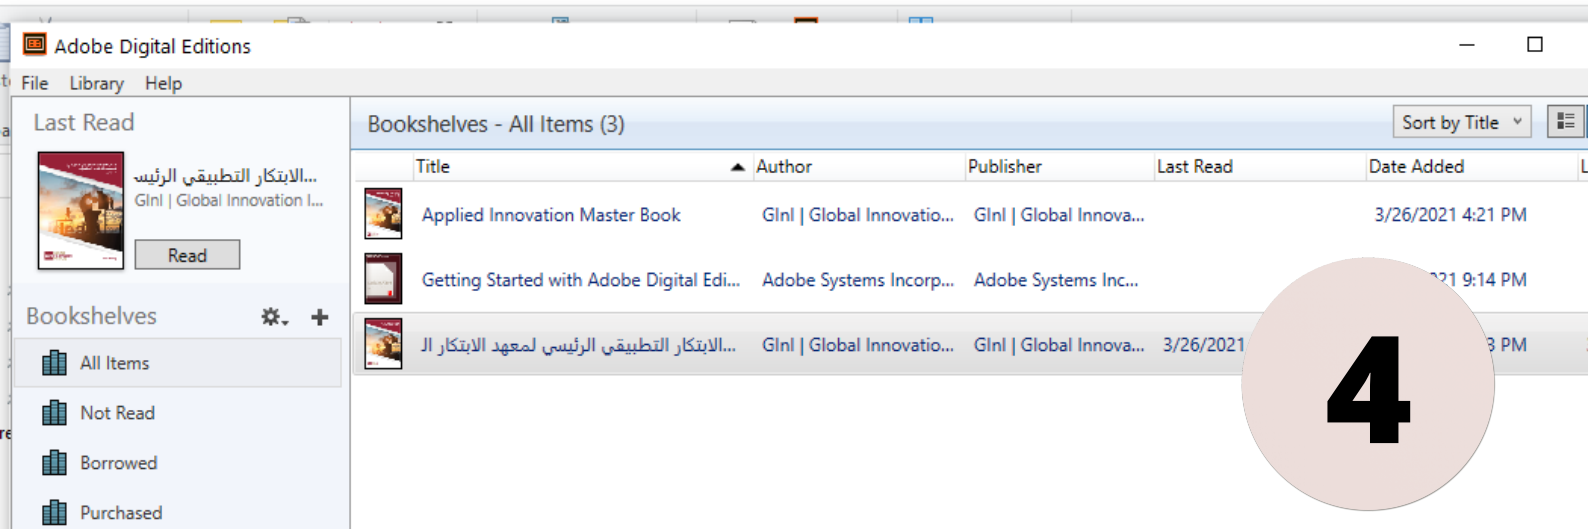 Adobe Digital Editions
File Library Help
Last Read
الابتكار التطبيقي الرئيس...
GInI | Global Innovation I...
Read
Bookshelves
All Items
Not Read
Borrowed
Purchased
Bookshelves - All Items (3)
Sort by Title
Title Author Publisher Last Read Date Added
Applied Innovation Master Book GInI | Global Innovatio... GInI | Global Innova... 3/26/2021 4:21 PM
Getting Started with Adobe Digital Edi... Adobe Systems Incorp... Adobe Systems Inc... 9:14 PM
الابتكار التطبيقي الرئيسي لمعهد الابتكار ال... GInI | Global Innovatio... GInI | Global Innova... 3/26/2021 PM
4